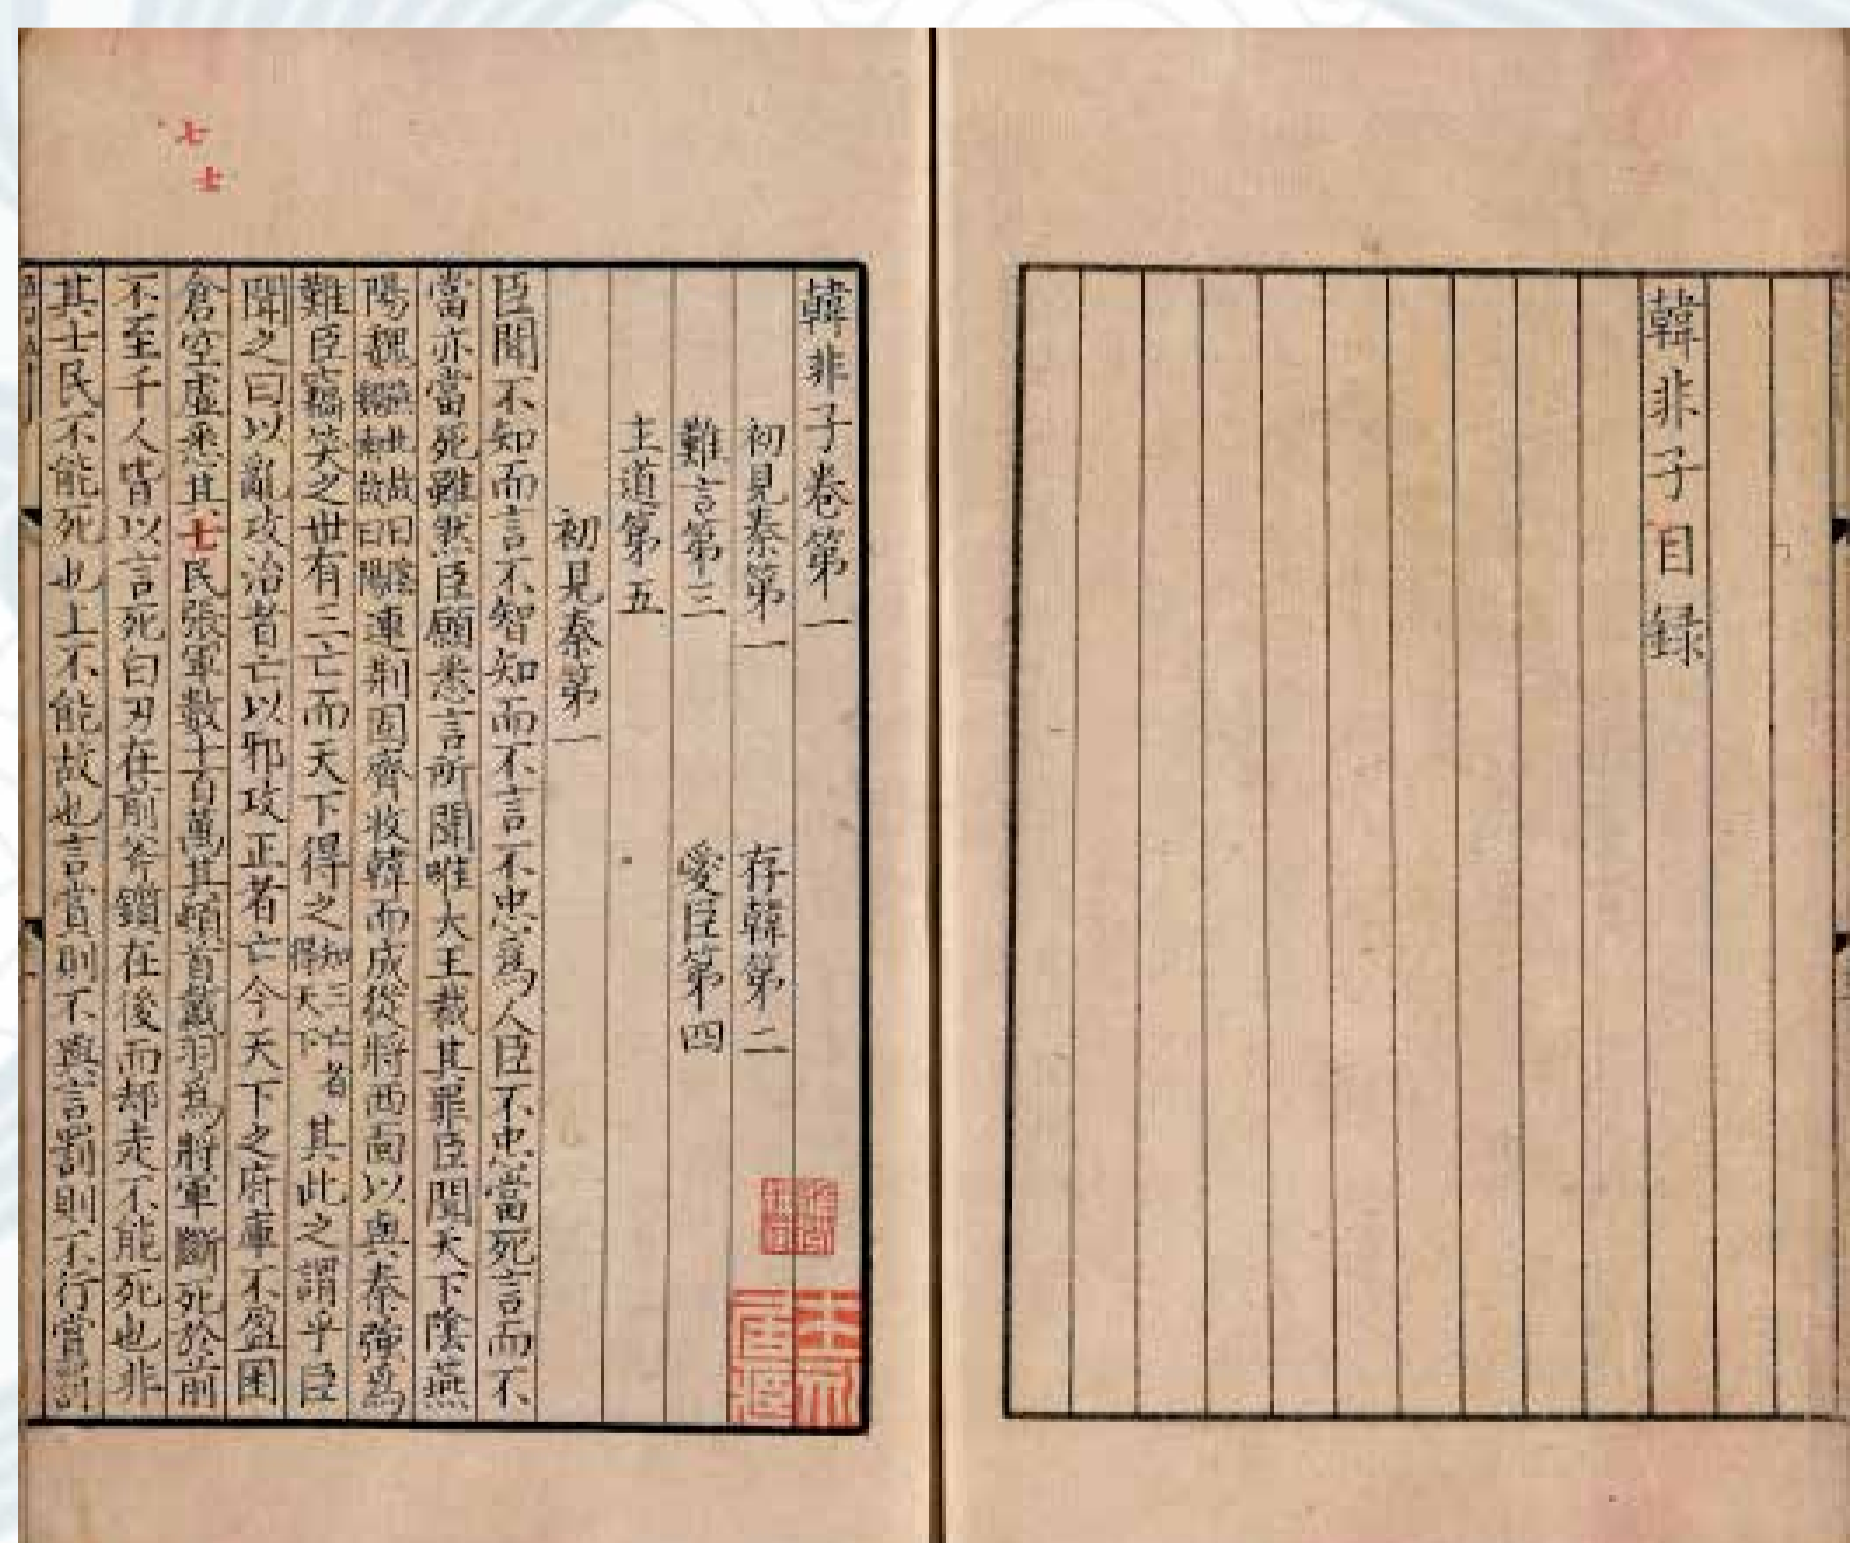 韓非子目録
韓非子卷第一
初見秦第一 存韓第二
難言第三 愛臣第四
主道第五
初見秦第一
臣聞不知而言不智知而不言不忠爲人臣不忠當死言而不
當亦當死雖然臣願悉言所聞唯大王裁其罪臣聞天下陰燕
陽魏連荆固齊收韓而成從將西面以與秦强爲
難臣竊笑之世有三亡而天下得之知三亡者得天下其此之謂乎臣
聞之曰以亂攻治者亡以邪攻正者亡今天下之府庫不盈囷
倉空虛悉其七民張軍數十百萬其頓首戴羽爲將軍斷死於前
不至千人皆以言死白刃在前斧鑕在後而却走不能死也非
其士民不能死也上不能故也言賞則不與言罰則不行賞罰
七
士